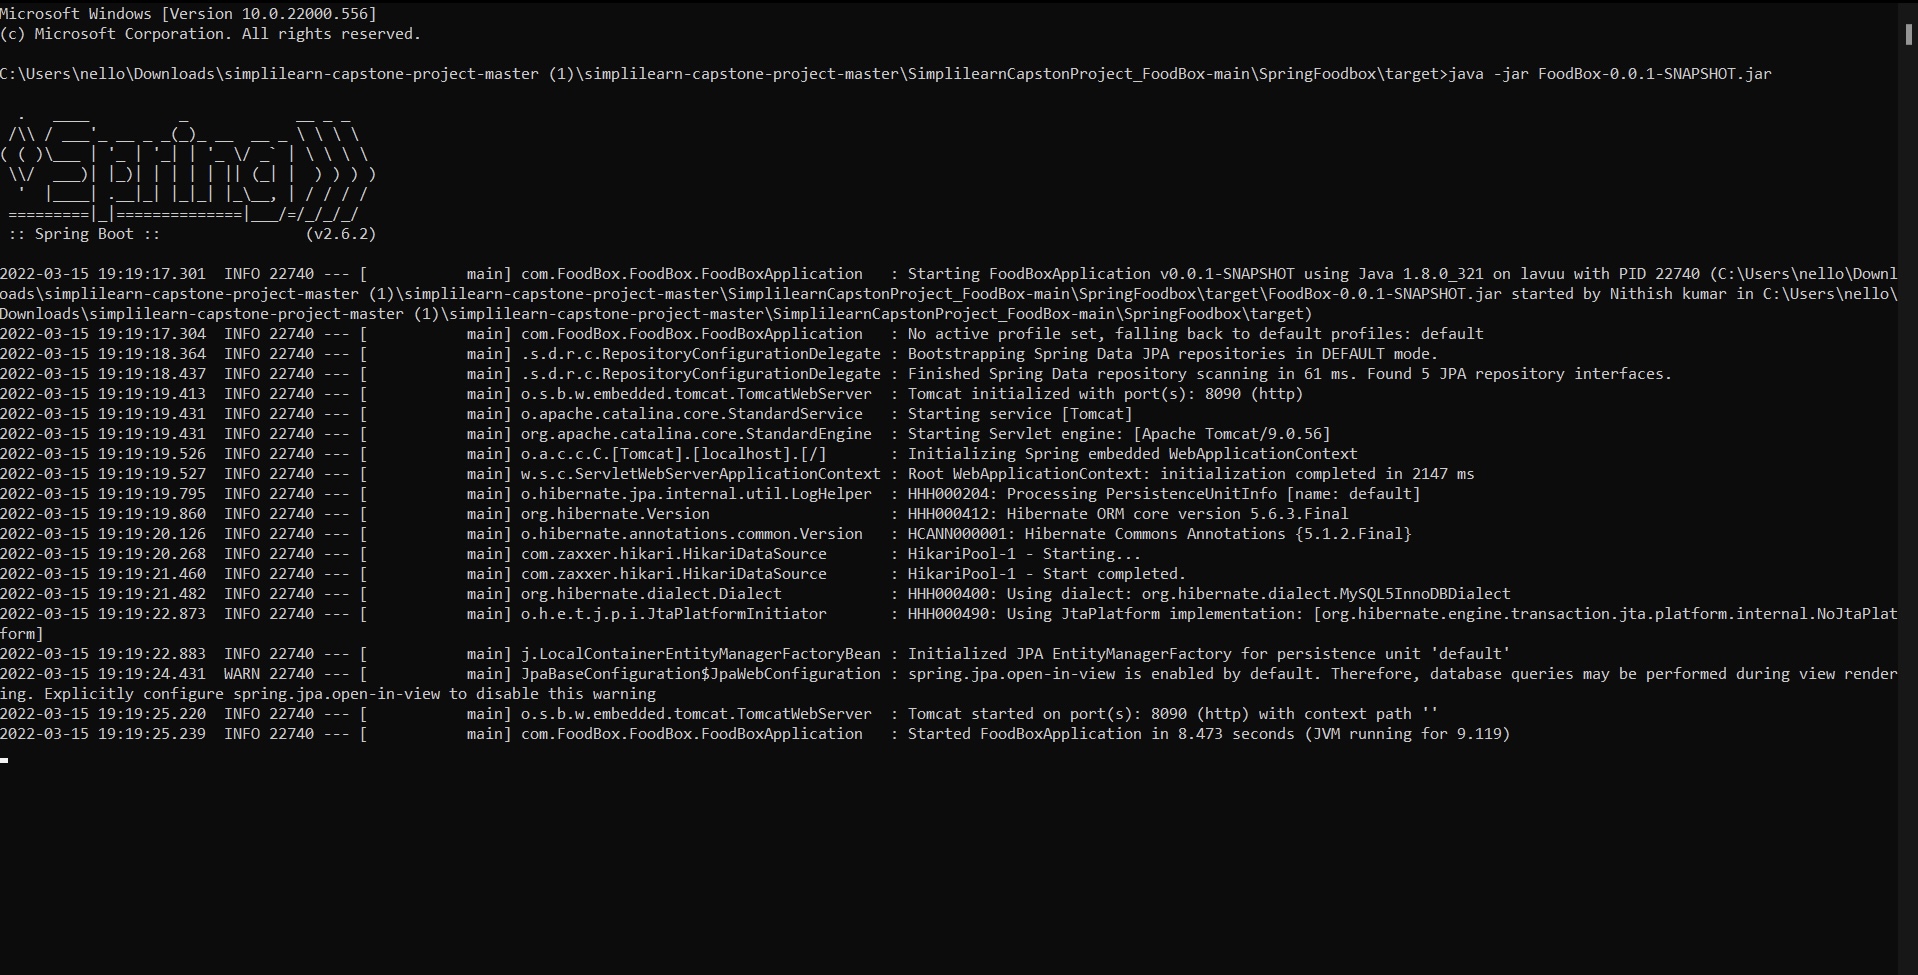 Microsoft Windows [Version 10.0.22000.556]
(c) Microsoft Corporation. All rights reserved.

C:\Users\nello\Downloads\simplilearn-capstone-project-master (1)\simplilearn-capstone-project-master\SimplilearnCapstonProject_FoodBox-main\SpringFoodbox\target>java -jar FoodBox-0.0.1-SNAPSHOT.jar

  .   ____          _            __ _ _
 /\\ / ___'_ __ _ _(_)_ __  __ _ \ \ \ \
( ( )\___ | '_ | '_| | '_ \/ _` | \ \ \ \
 \\/  ___)| |_)| | | | | || (_| |  ) ) ) )
  '  |____| .__|_| |_|_| |_\__, | / / / /
 =========|_|==============|___/=/_/_/_/
 :: Spring Boot ::                (v2.6.2)

2022-03-15 19:19:17.301  INFO 22740 --- [           main] com.FoodBox.FoodBox.FoodBoxApplication   : Starting FoodBoxApplication v0.0.1-SNAPSHOT using Java 1.8.0_321 on lavuu with PID 22740 (C:\Users\nello\Downl
oads\simplilearn-capstone-project-master (1)\simplilearn-capstone-project-master\SimplilearnCapstonProject_FoodBox-main\SpringFoodbox\target\FoodBox-0.0.1-SNAPSHOT.jar started by Nithish kumar in C:\Users\nello\
Downloads\simplilearn-capstone-project-master (1)\simplilearn-capstone-project-master\SimplilearnCapstonProject_FoodBox-main\SpringFoodbox\target)
2022-03-15 19:19:17.304  INFO 22740 --- [           main] com.FoodBox.FoodBox.FoodBoxApplication   : No active profile set, falling back to default profiles: default
2022-03-15 19:19:18.364  INFO 22740 --- [           main] .s.d.r.c.RepositoryConfigurationDelegate : Bootstrapping Spring Data JPA repositories in DEFAULT mode.
2022-03-15 19:19:18.437  INFO 22740 --- [           main] .s.d.r.c.RepositoryConfigurationDelegate : Finished Spring Data repository scanning in 61 ms. Found 5 JPA repository interfaces.
2022-03-15 19:19:19.413  INFO 22740 --- [           main] o.s.b.w.embedded.tomcat.TomcatWebServer  : Tomcat initialized with port(s): 8090 (http)
2022-03-15 19:19:19.431  INFO 22740 --- [           main] o.apache.catalina.core.StandardService   : Starting service [Tomcat]
2022-03-15 19:19:19.431  INFO 22740 --- [           main] org.apache.catalina.core.StandardEngine  : Starting Servlet engine: [Apache Tomcat/9.0.56]
2022-03-15 19:19:19.526  INFO 22740 --- [           main] o.a.c.c.C.[Tomcat].[localhost].[/]       : Initializing Spring embedded WebApplicationContext
2022-03-15 19:19:19.527  INFO 22740 --- [           main] w.s.c.ServletWebServerApplicationContext : Root WebApplicationContext: initialization completed in 2147 ms
2022-03-15 19:19:19.795  INFO 22740 --- [           main] o.hibernate.jpa.internal.util.LogHelper  : HHH000204: Processing PersistenceUnitInfo [name: default]
2022-03-15 19:19:19.860  INFO 22740 --- [           main] org.hibernate.Version                    : HHH000412: Hibernate ORM core version 5.6.3.Final
2022-03-15 19:19:20.126  INFO 22740 --- [           main] o.hibernate.annotations.common.Version   : HCANN000001: Hibernate Commons Annotations {5.1.2.Final}
2022-03-15 19:19:20.268  INFO 22740 --- [           main] com.zaxxer.hikari.HikariDataSource       : HikariPool-1 - Starting...
2022-03-15 19:19:21.460  INFO 22740 --- [           main] com.zaxxer.hikari.HikariDataSource       : HikariPool-1 - Start completed.
2022-03-15 19:19:21.482  INFO 22740 --- [           main] org.hibernate.dialect.Dialect            : HHH000400: Using dialect: org.hibernate.dialect.MySQL5InnoDBDialect
2022-03-15 19:19:22.873  INFO 22740 --- [           main] o.h.e.t.j.p.i.JtaPlatformInitiator       : HHH000490: Using JtaPlatform implementation: [org.hibernate.engine.transaction.jta.platform.internal.NoJtaPlat
form]
2022-03-15 19:19:22.883  INFO 22740 --- [           main] j.LocalContainerEntityManagerFactoryBean : Initialized JPA EntityManagerFactory for persistence unit 'default'
2022-03-15 19:19:24.431  WARN 22740 --- [           main] JpaBaseConfiguration$JpaWebConfiguration : spring.jpa.open-in-view is enabled by default. Therefore, database queries may be performed during view render
ing. Explicitly configure spring.jpa.open-in-view to disable this warning
2022-03-15 19:19:25.220  INFO 22740 --- [           main] o.s.b.w.embedded.tomcat.TomcatWebServer  : Tomcat started on port(s): 8090 (http) with context path ''
2022-03-15 19:19:25.239  INFO 22740 --- [           main] com.FoodBox.FoodBox.FoodBoxApplication   : Started FoodBoxApplication in 8.473 seconds (JVM running for 9.119)